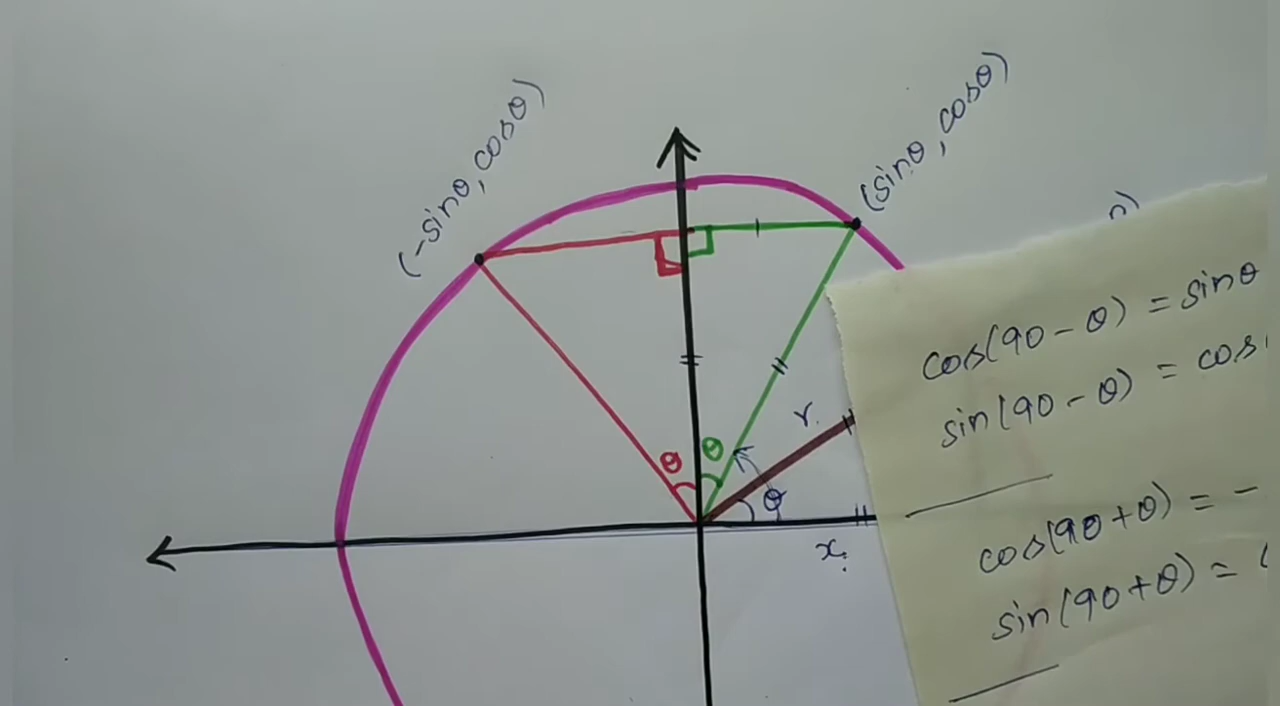 (-sinθ, cosθ)
(sinθ, cosθ)
θ
θ
r
θ
x
cos(90-θ) = sinθ
sin(90-θ) = cos
cos(90+θ) = -
sin(90+θ) =